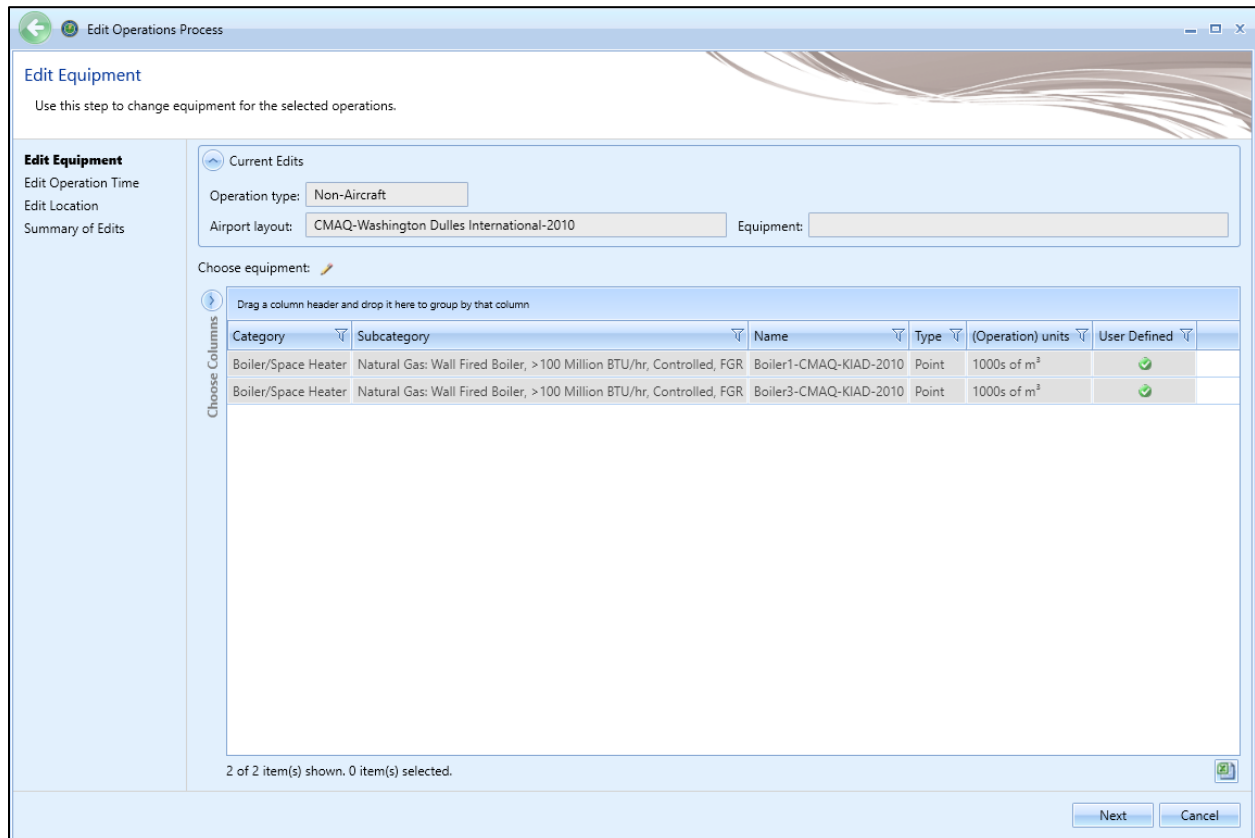 Edit Operations Process
Edit Equipment
Use this step to change equipment for the selected operations.
Edit Equipment
Edit Operation Time
Edit Location
Summary of Edits
Current Edits
Operation type: Non-Aircraft
Airport layout: CMAQ-Washington Dulles International-2010 Equipment:
Choose equipment:
Choose Columns
Drag a column header and drop it here to group by that column
Category Subcategory Name Type (Operation) units User Defined
Boiler/Space Heater Natural Gas: Wall Fired Boiler, >100 Million BTU/hr, Controlled, FGR Boiler1-CMAQ-KIAD-2010 Point 1000s of m³
Boiler/Space Heater Natural Gas: Wall Fired Boiler, >100 Million BTU/hr, Controlled, FGR Boiler3-CMAQ-KIAD-2010 Point 1000s of m³
2 of 2 item(s) shown. 0 item(s) selected.
Next Cancel